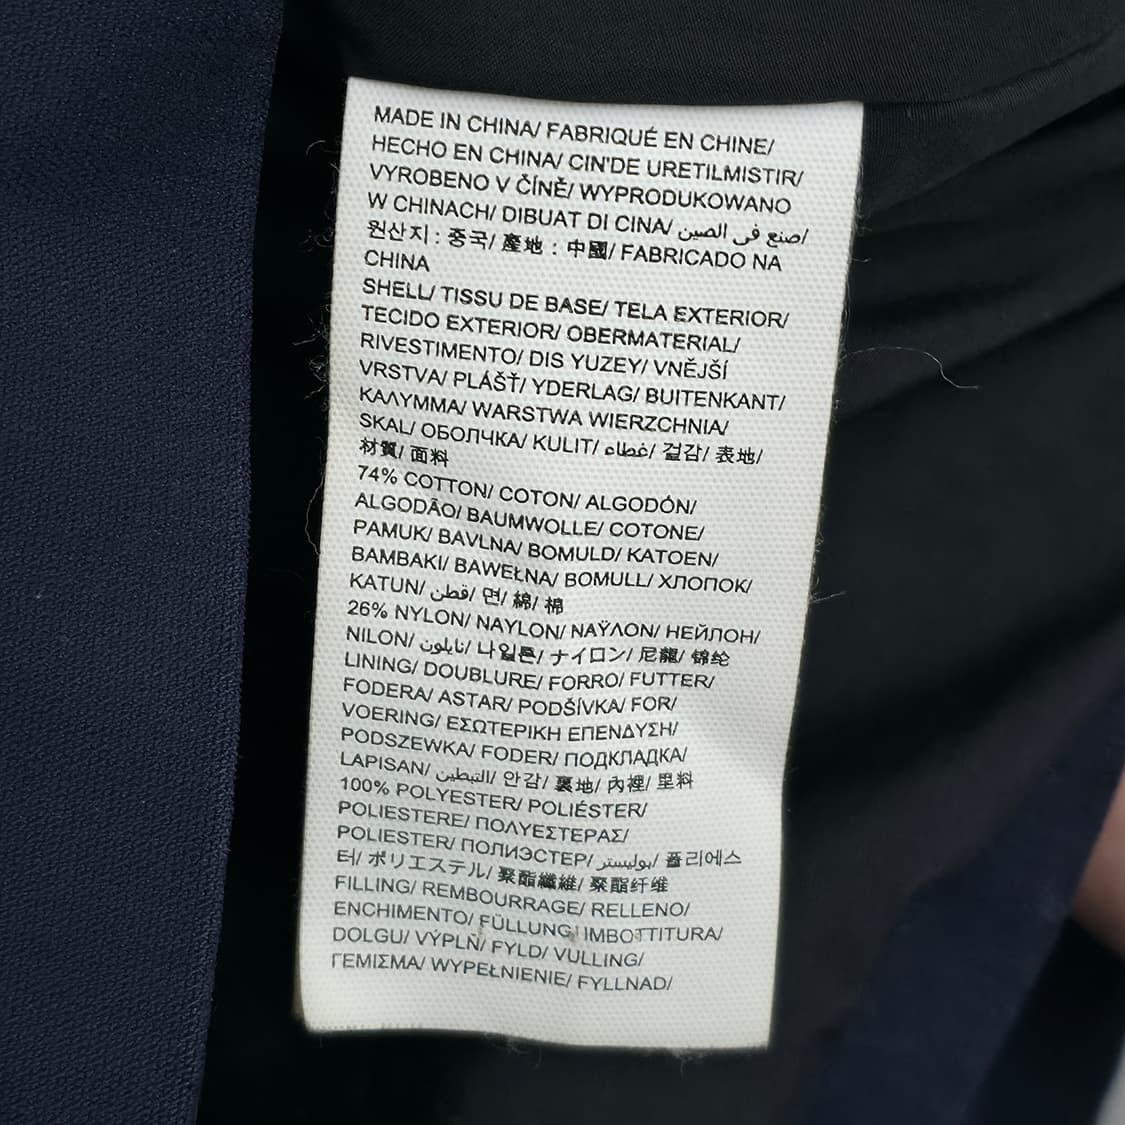 MADE IN CHINA/ FABRIQUÉ EN CHINE/
HECHO EN CHINA/ CIN'DE URETILMISTIR/
VYROBENO V ČÍNĚ/ WYPRODUKOWANO
W CHINACH/ DIBUAT DI CINA/ صنع في الصين/
원산지: 중국/ 產地: 中國/ FABRICADO NA
CHINA
SHELL/ TISSU DE BASE/ TELA EXTERIOR/
TECIDO EXTERIOR/ OBERMATERIAL/
RIVESTIMENTO/ DIS YUZEY/ VNĚJŠÍ
VRSTVA/ PLÁŠŤ/ YDERLAG/ BUITENKANT/
ΚΑΛΥΜΜΑ/ WARSTWA WIERZCHNIA/
SKAL/ ОБОЛЧКА/ KULIT/ غطاء/ 겉감/ 表地/
材質/ 面料
74% COTTON/ COTON/ ALGODÓN/
ALGODÃO/ BAUMWOLLE/ COTONE/
PAMUK/ BAVLNA/ BOMULD/ KATOEN/
BAMBAKI/ BAWEŁNA/ BOMULL/ ХЛОПОК/
KATUN/ قطن/ 면/ 綿/ 棉
26% NYLON/ NAYLON/ ΝΑΫΛΟΝ/ НЕЙЛОН/
NILON/ نايلون/ 나일론/ ナイロン/ 尼龍/ 锦纶
LINING/ DOUBLURE/ FORRO/ FUTTER/
FODERA/ ASTAR/ PODŠÍVKA/ FOR/
VOERING/ ΕΣΩΤΕΡΙΚΗ ΕΠΕΝΔΥΣΗ/
PODSZEWKA/ FODER/ ПОДКЛАДКА/
LAPISAN/ التبطين/ 안감/ 裏地/ 內裡/ 里料
100% POLYESTER/ POLIÉSTER/
POLIESTERE/ ΠΟΛΥΕΣΤΕΡΑΣ/
POLIESTER/ ПОЛИЭСТЕР/ بوليستر/ 폴리에스
터/ ポリエステル/ 聚酯纖維/ 聚酯纤维
FILLING/ REMBOURRAGE/ RELLENO/
ENCHIMENTO/ FÜLLUNG/ IMBOTTITURA/
DOLGU/ VÝPLŇ/ FYLD/ VULLING/
ΓΕΜΙΣΜΑ/ WYPEŁNIENIE/ FYLLNAD/